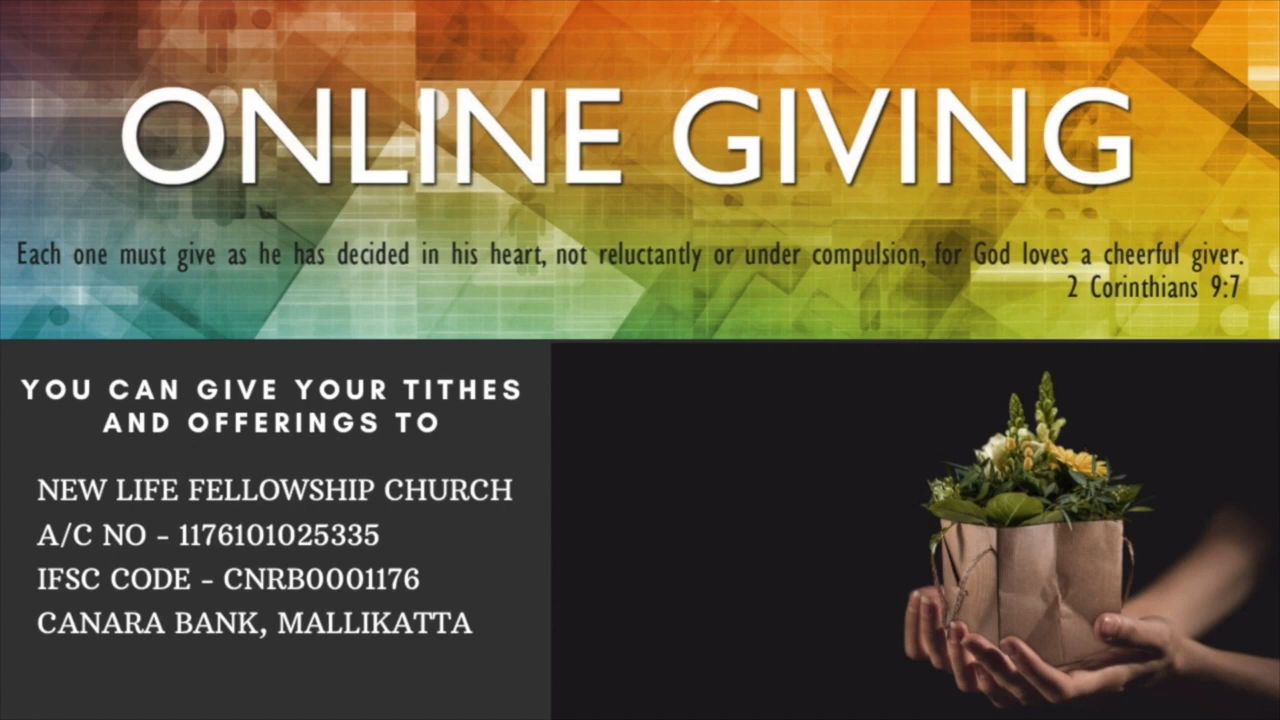 ONLINE GIVING
Each one must give as he has decided in his heart, not reluctantly or under compulsion, for God loves a cheerful giver.
2 Corinthians 9:7
YOU CAN GIVE YOUR TITHES
AND OFFERINGS TO
NEW LIFE FELLOWSHIP CHURCH
A/C NO - 1176101025335
IFSC CODE - CNRB0001176
CANARA BANK, MALLIKATTA